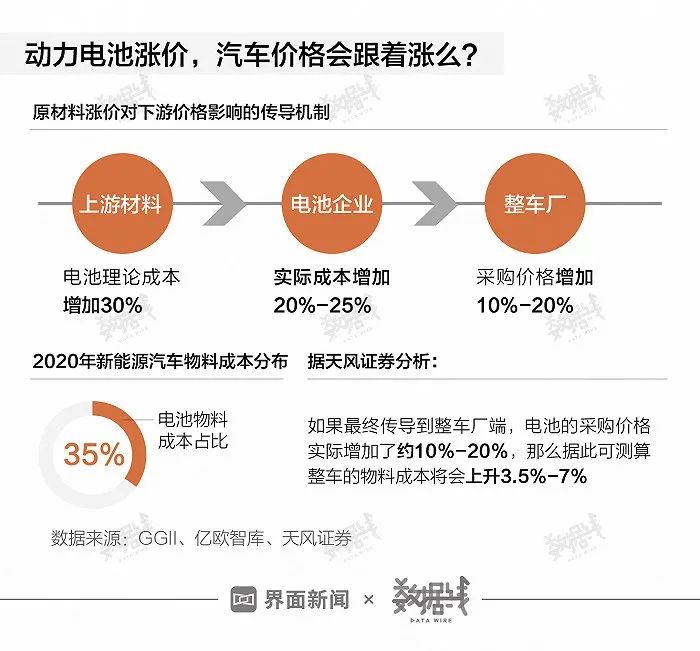 动力电池涨价，汽车价格会跟着涨么？
原材料涨价对下游价格影响的传导机制
上游材料
电池企业
整车厂
电池理论成本
增加30%
实际成本增加
20%-25%
采购价格增加
10%-20%
2020年新能源汽车物料成本分布
35%
电池物料
成本占比
据天风证券分析：
如果最终传导到整车厂端，电池的采购价格
实际增加了约10%-20%，那么据此可测算
整车的物料成本将会上升3.5%-7%
数据来源：GGII、亿欧智库、天风证券
界面新闻 × 数据线
DATA WIRE